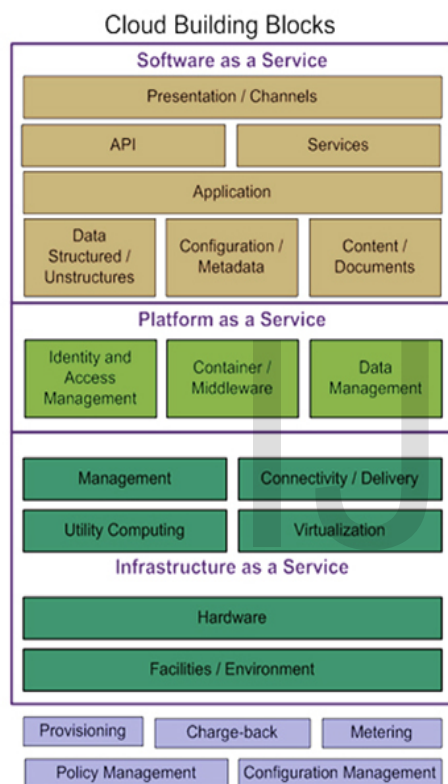 Cloud Building Blocks
Software as a Service
Presentation / Channels
API
Services
Application
Data
Structured /
Unstructures
Configuration /
Metadata
Content /
Documents
Platform as a Service
Identity and
Access
Management
Container /
Middleware
Data
Management
Management
Connectivity / Delivery
Utility Computing
Virtualization
Infrastructure as a Service
Hardware
Facilities / Environment
Provisioning
Charge-back
Metering
Policy Management
Configuration Management
IJ